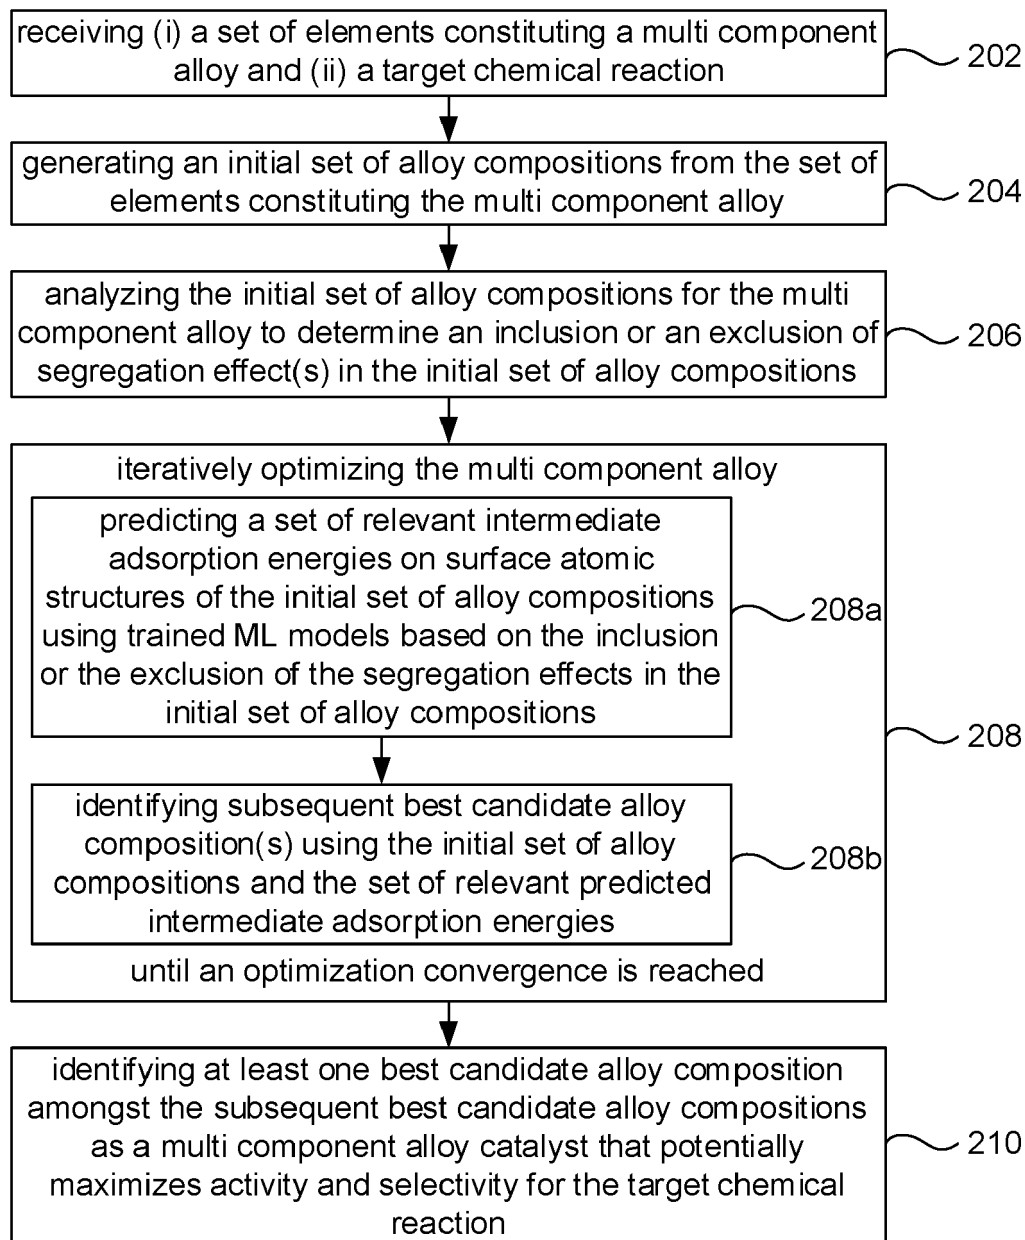 receiving (i) a set of elements constituting a multi component
alloy and (ii) a target chemical reaction
202
generating an initial set of alloy compositions from the set of
elements constituting the multi component alloy
204
analyzing the initial set of alloy compositions for the multi
component alloy to determine an inclusion or an exclusion of
segregation effect(s) in the initial set of alloy compositions
206
iteratively optimizing the multi component alloy
predicting a set of relevant intermediate
adsorption energies on surface atomic
structures of the initial set of alloy compositions
using trained ML models based on the inclusion
or the exclusion of the segregation effects in the
initial set of alloy compositions
208a
208
identifying subsequent best candidate alloy
composition(s) using the initial set of alloy
compositions and the set of relevant predicted
intermediate adsorption energies
208b
until an optimization convergence is reached
identifying at least one best candidate alloy composition
amongst the subsequent best candidate alloy compositions
as a multi component alloy catalyst that potentially
maximizes activity and selectivity for the target chemical
reaction
210